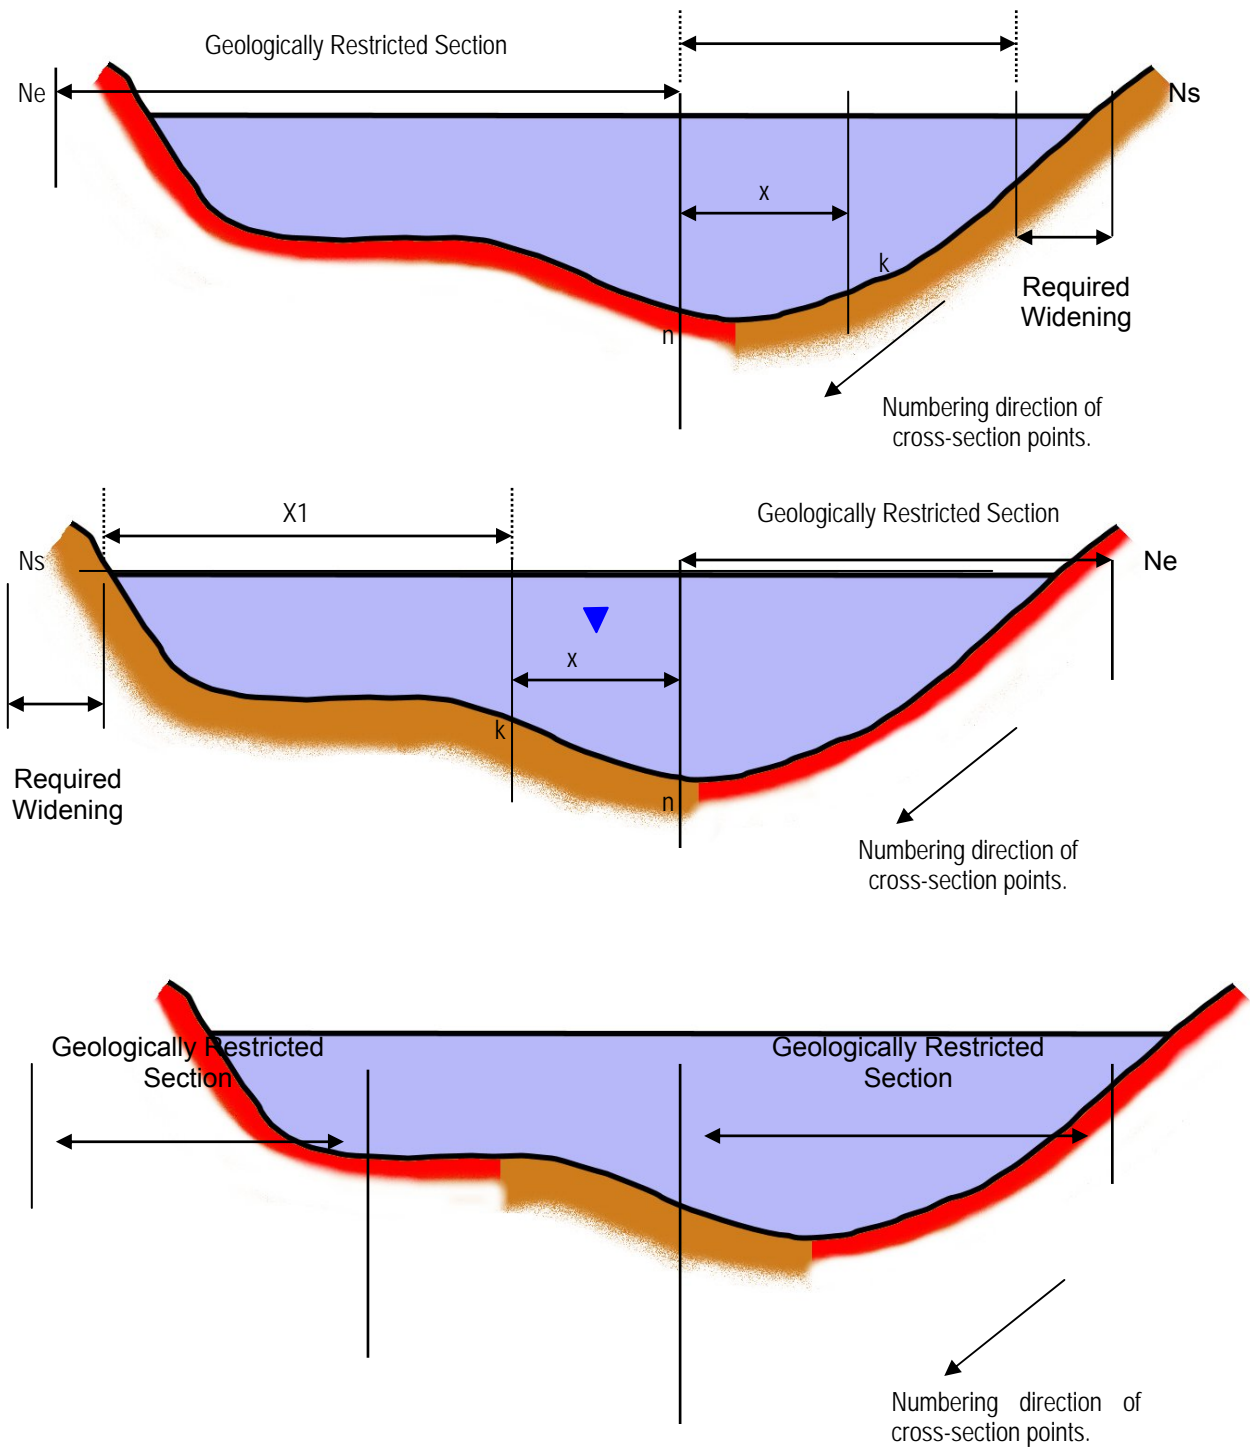 Geologically Restricted Section
Ne
Ns
x
k
Required
Widening
n
Numbering direction of
cross-section points.
X1
Geologically Restricted Section
Ns
Ne
x
k
Required
Widening
n
Numbering direction of
cross-section points.
Geologically Restricted
Section
Geologically Restricted
Section
Numbering direction of
cross-section points.